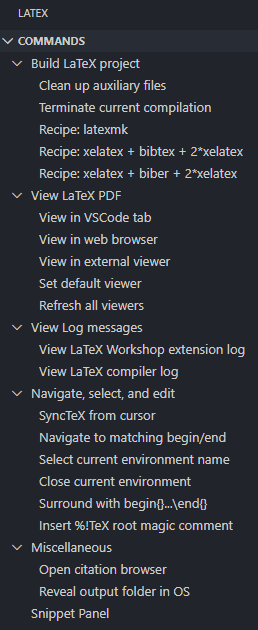 LATEX
COMMANDS
Build LaTeX project
Clean up auxiliary files
Terminate current compilation
Recipe: latexmk
Recipe: xelatex + bibtex + 2*xelatex
Recipe: xelatex + biber + 2*xelatex
View LaTeX PDF
View in VSCode tab
View in web browser
View in external viewer
Set default viewer
Refresh all viewers
View Log messages
View LaTeX Workshop extension log
View LaTeX compiler log
Navigate, select, and edit
SyncTeX from cursor
Navigate to matching begin/end
Select current environment name
Close current environment
Surround with begin{}...\end{}
Insert %!TeX root magic comment
Miscellaneous
Open citation browser
Reveal output folder in OS
Snippet Panel